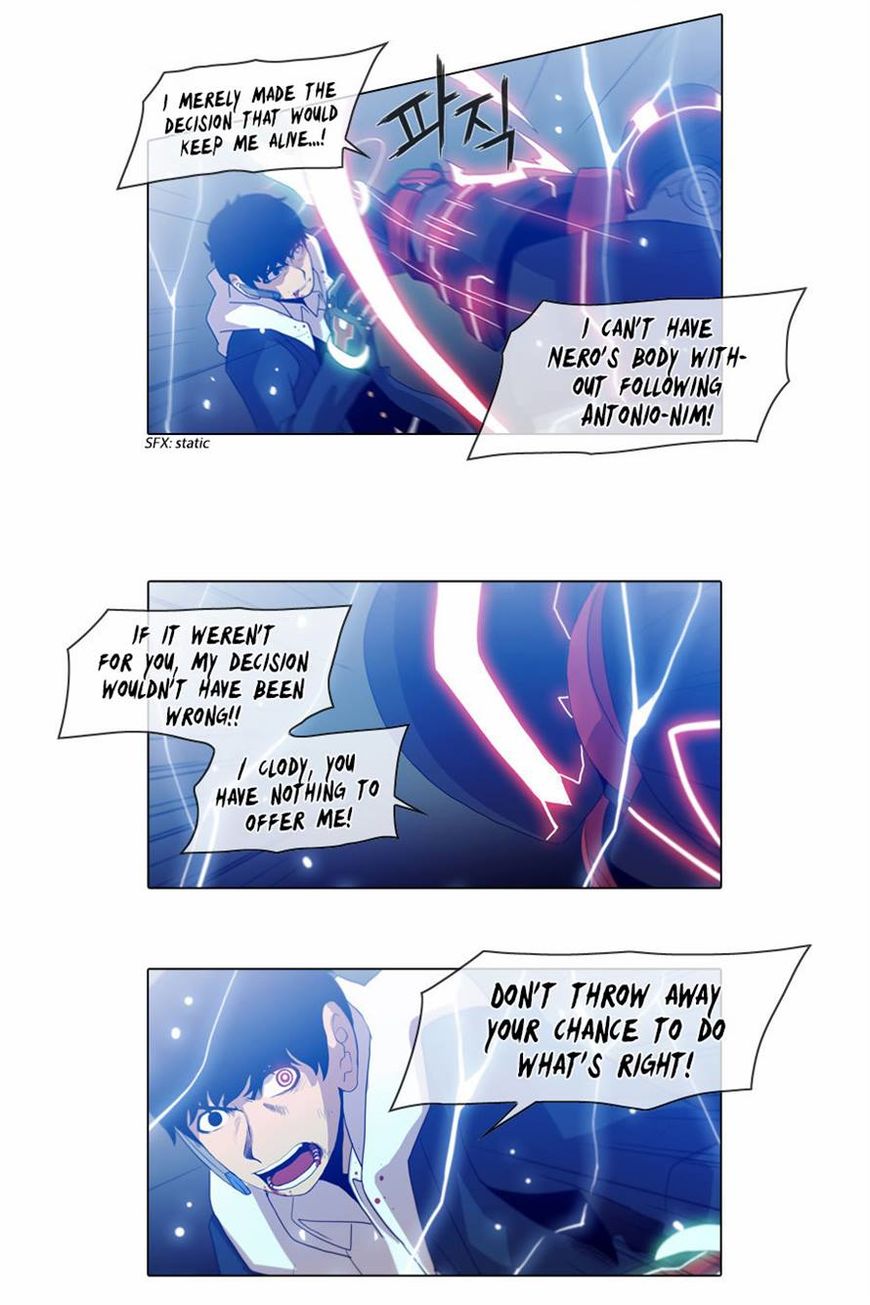 I MERELY MADE THE
DECISION THAT WOULD
KEEP ME ALIVE...!
파직
I CAN'T HAVE
NERO'S BODY WITH-
OUT FOLLOWING
ANTONIO-NIM!
SFX: static
IF IT WEREN'T
FOR YOU, MY DECISION
WOULDN'T HAVE BEEN
WRONG!!
I CLODY, YOU
HAVE NOTHING TO
OFFER ME!
DON'T THROW AWAY
YOUR CHANCE TO DO
WHAT'S RIGHT!